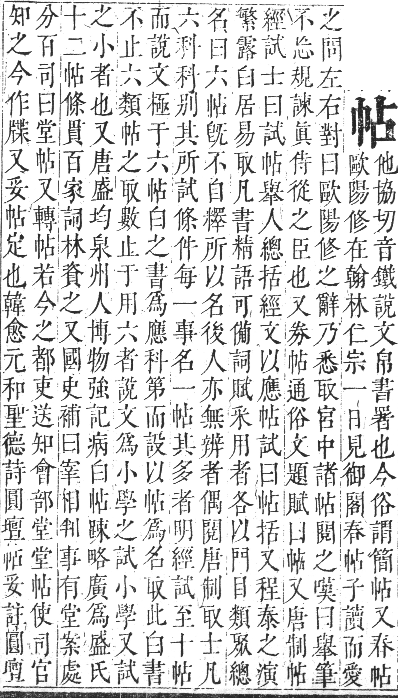 帖
他協切音鐵說文帛書署也今俗謂簡帖又春帖
歐陽修在翰林仁宗一日見御閣春帖子讀而愛
之問左右對曰歐陽修之辭乃悉取宮中諸帖閱之嘆曰舉筆
不忘規諫真侍從之臣也又券帖通俗文題賦曰帖又唐制帖
經試士曰試帖舉人總括經文以應帖試曰帖括又程泰之演
繁露白居易取凡書精語可備詞賦采用者各以門目類聚總
名曰六帖旣不自釋所以名後人亦無辨者偶閱唐制取士凡
六科科別其所試條件每一事名一帖其多者明經試至十帖
而說文極于六帖白之書爲應科第而設以帖爲名取此白書
不止六類帖之取數止于用六者說文爲小學之試小學又試
之小者也又唐盛均泉州人博物強記病白帖踈略廣爲盛氏
十二帖條貫百家詞林賚之又國史補曰宰相判事有堂案處
分百司曰堂帖又轉帖若今之都吏送知會部堂堂帖使司官
知之今作牒又妥帖定也韓愈元和聖德詩圓壇帖妥註圓壇